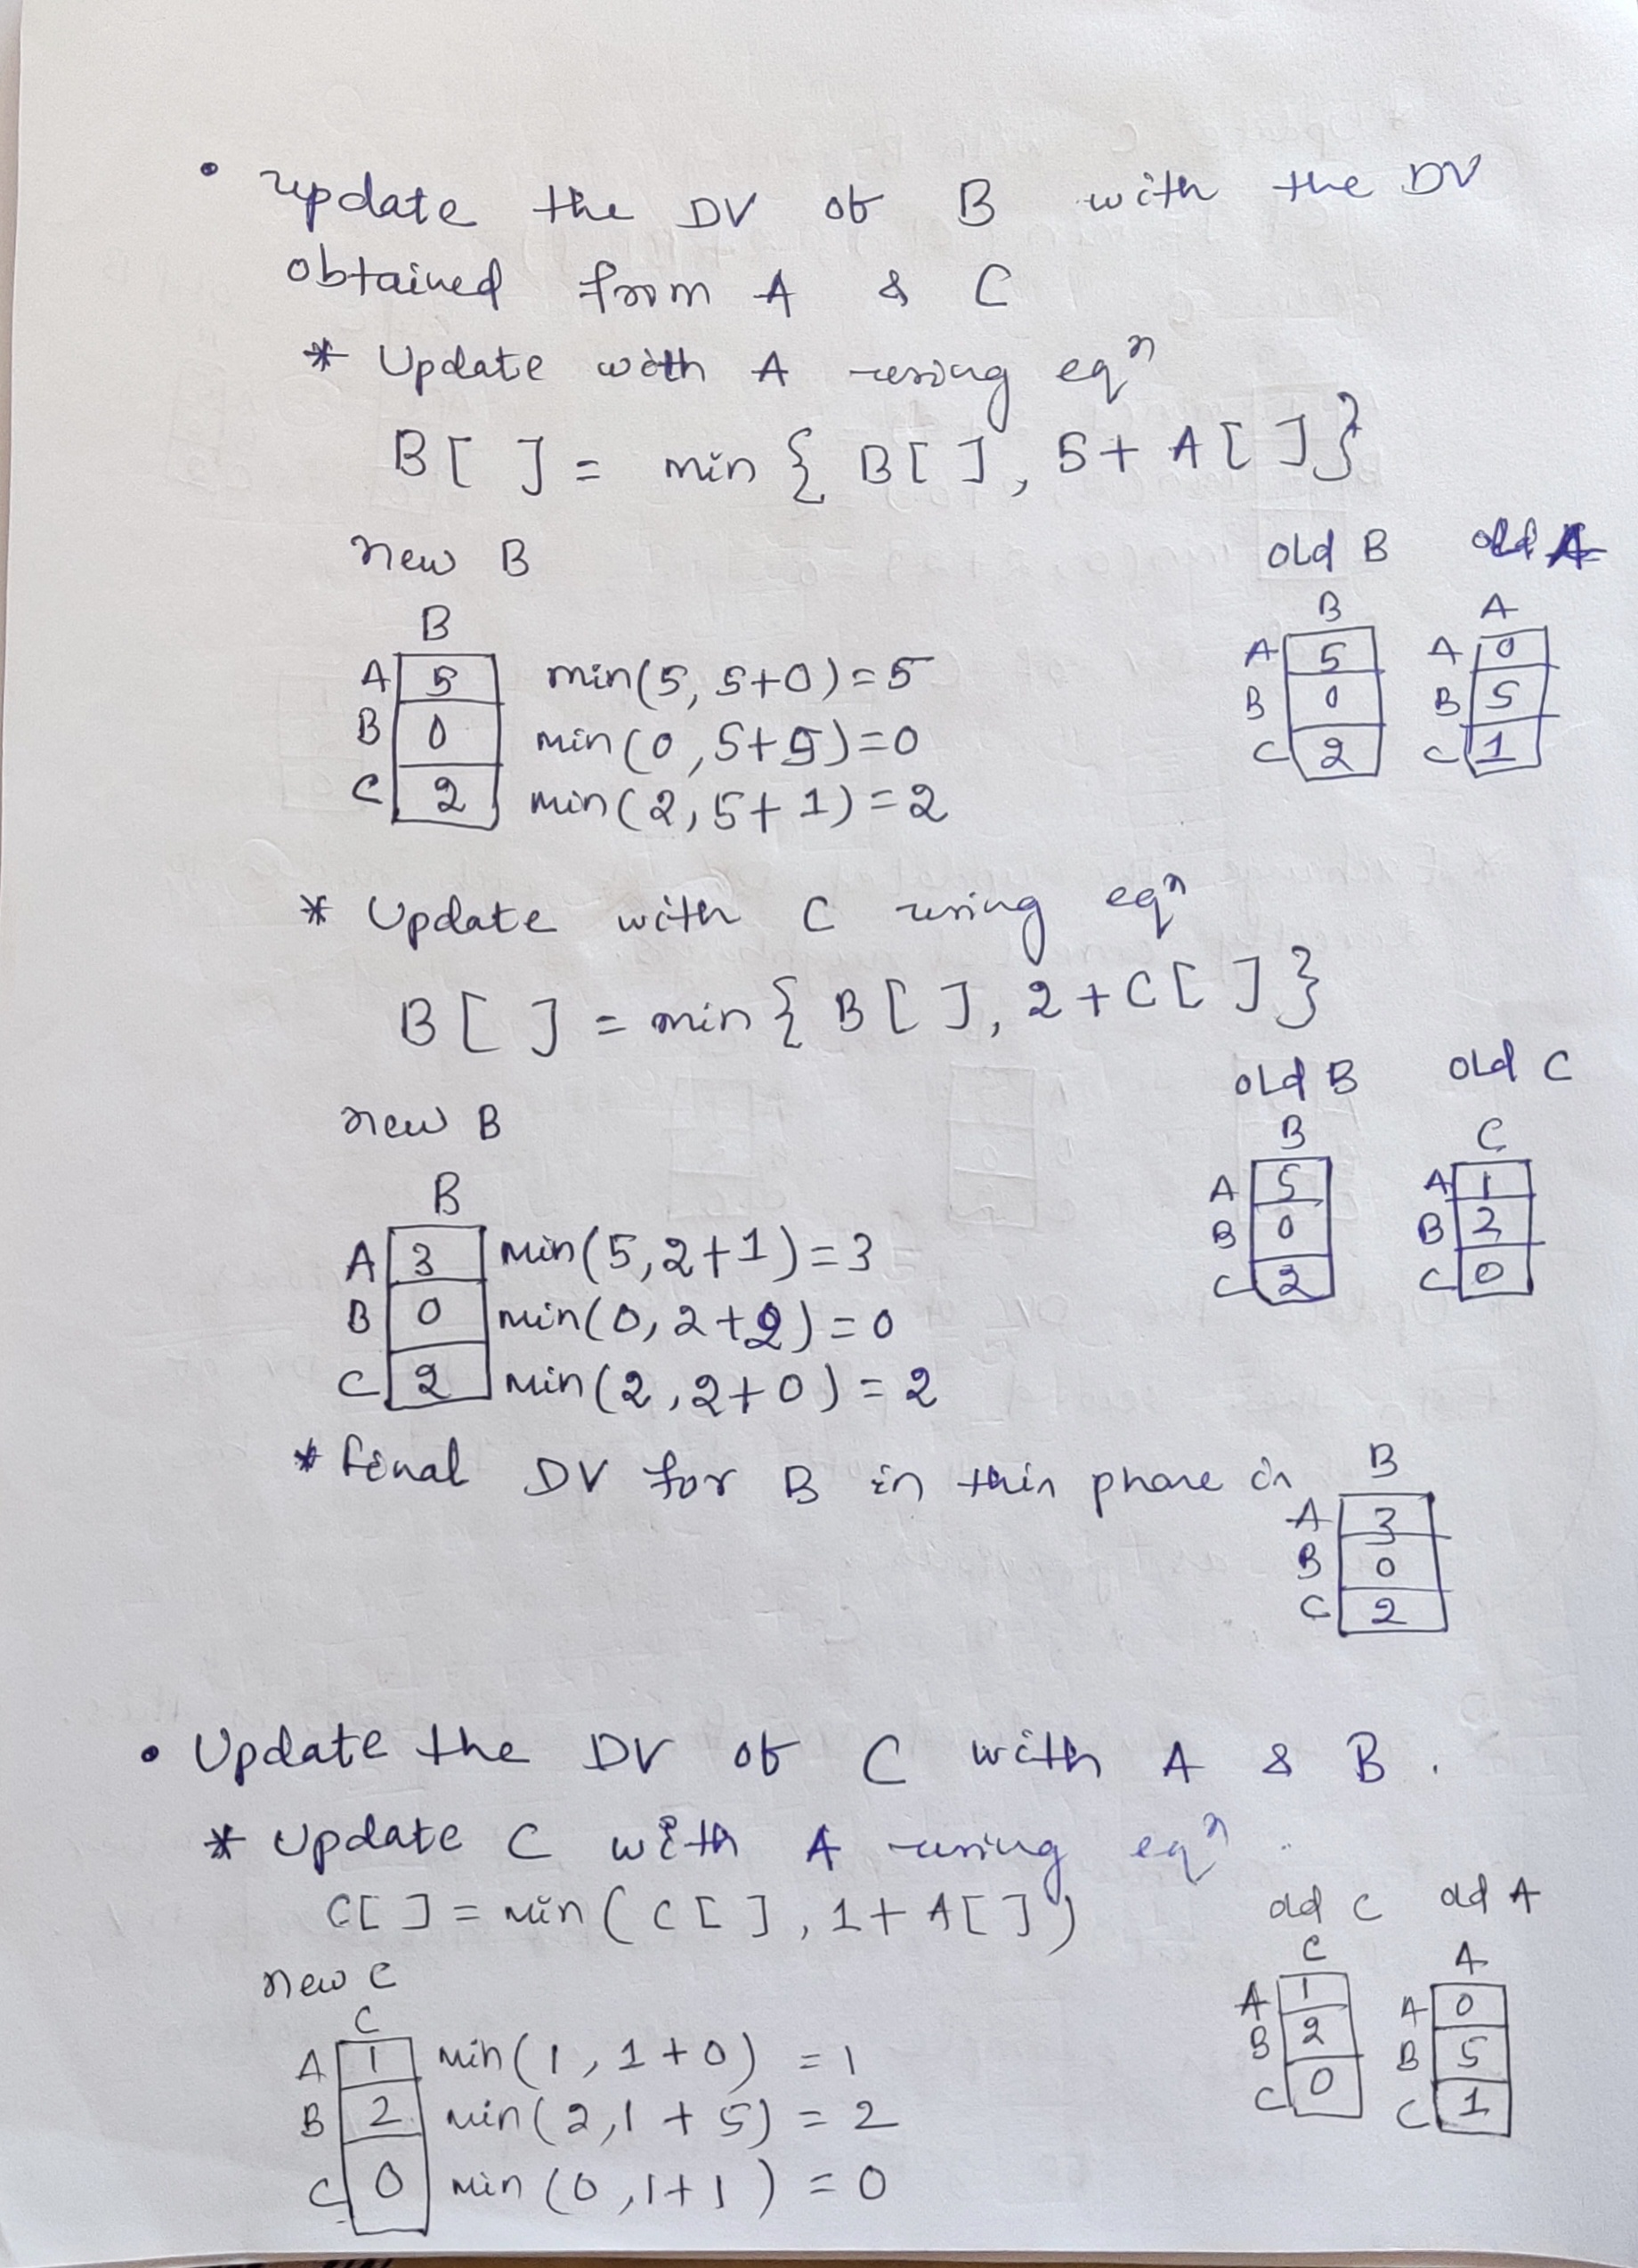 • update the DV of B with the DV
obtained from A & C
* Update with A using eqⁿ
B[ ] = min { B[ ], 5+ A[ ]}
new B old B old A
B B A
A 5 min(5, 5+0)=5 A 5 A 0
B 0 min(0, 5+5)=0 B 0 B 5
C 2 min(2, 5+1)=2 C 2 C 1
* Update with C using eqⁿ
B[ ] = min { B[ ], 2+C[ ]}
new B old B old C
B B C
A 3 min(5, 2+1)=3 A 5 A 1
B 0 min(0, 2+2)=0 B 0 B 2
C 2 min(2, 2+0)=2 C 2 C 0
* final DV for B in this phase is
B
A 3
B 0
C 2
• Update the DV of C with A & B.
* Update C with A using eqⁿ.
C[ ] = min( C[ ], 1+ A[ ])
new C old C old A
C C A
A 1 min(1, 1+0) = 1 A 1 A 0
B 2 min(2, 1+5) = 2 B 2 B 5
C 0 min(0, 1+1) = 0 C 0 C 1